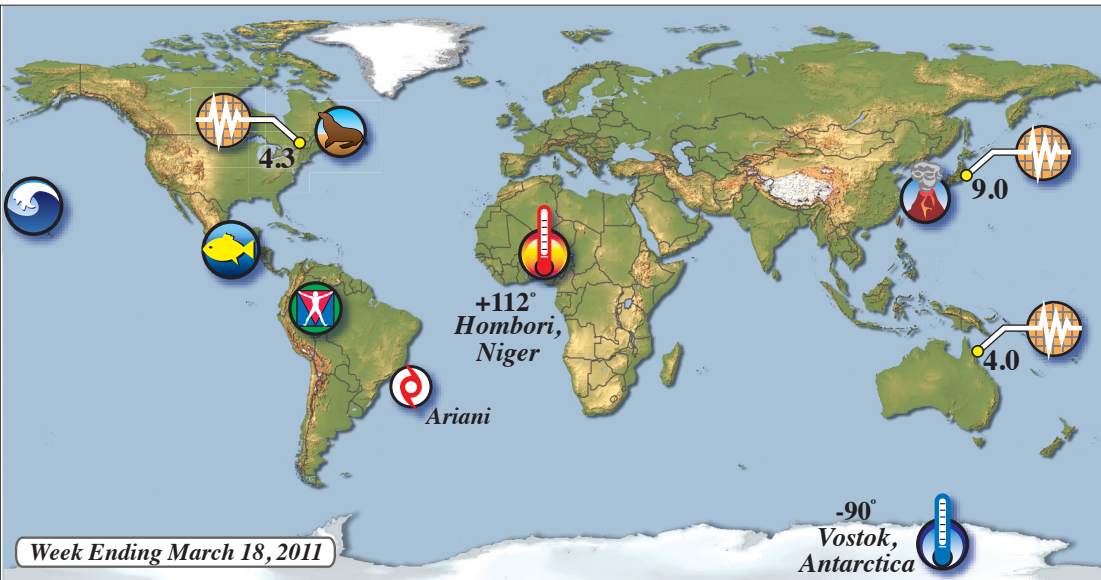 4.3
9.0
+112°
Hombori,
Niger
4.0
Ariani
-90°
Vostok,
Antarctica
Week Ending March 18, 2011